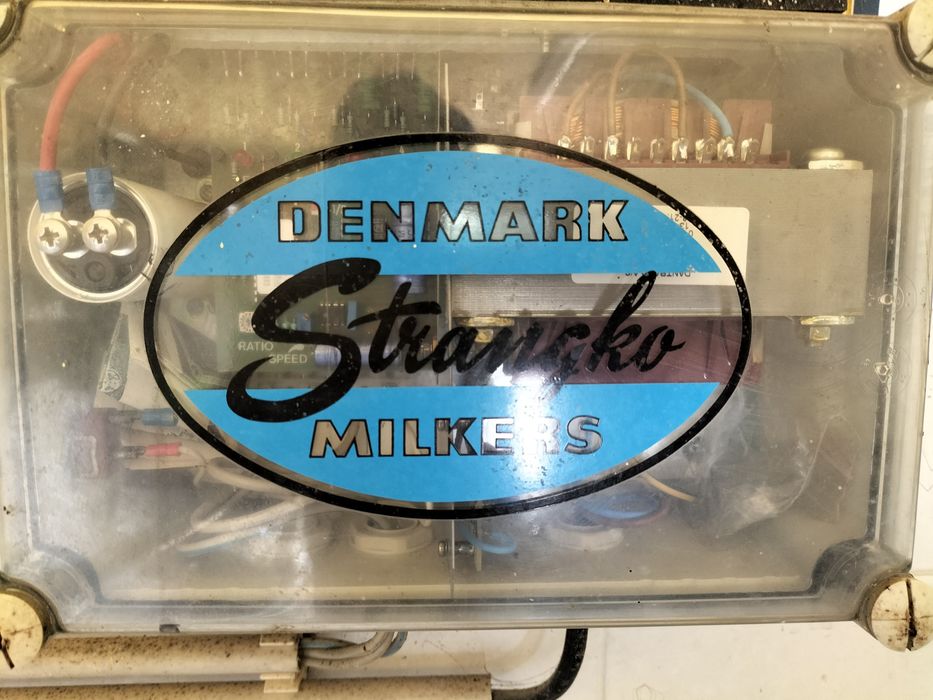 DENMARK
Strangko
MILKERS
RATIO
SPEED